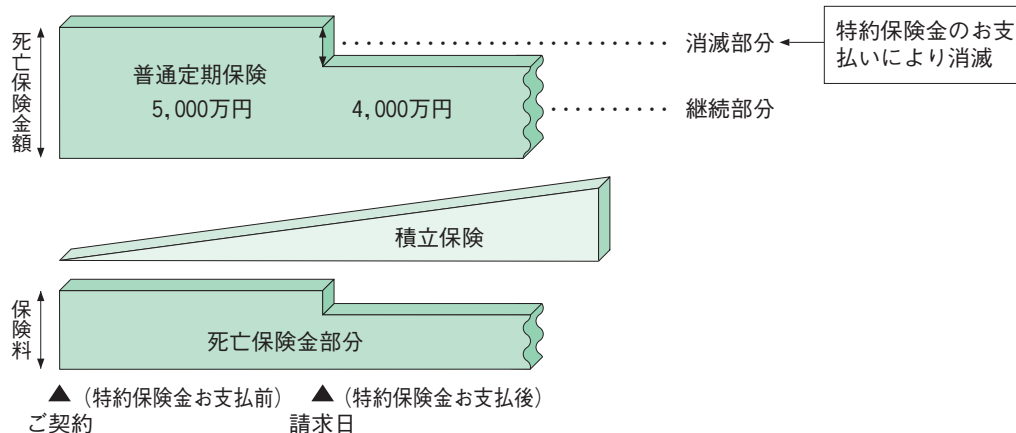 死亡保険金額
普通定期保険
5,000万円
4,000万円
消滅部分
特約保険金のお支
払いにより消滅
継続部分
積立保険
保険料
死亡保険金部分
▲（特約保険金お支払前）
ご契約
▲（特約保険金お支払後）
請求日